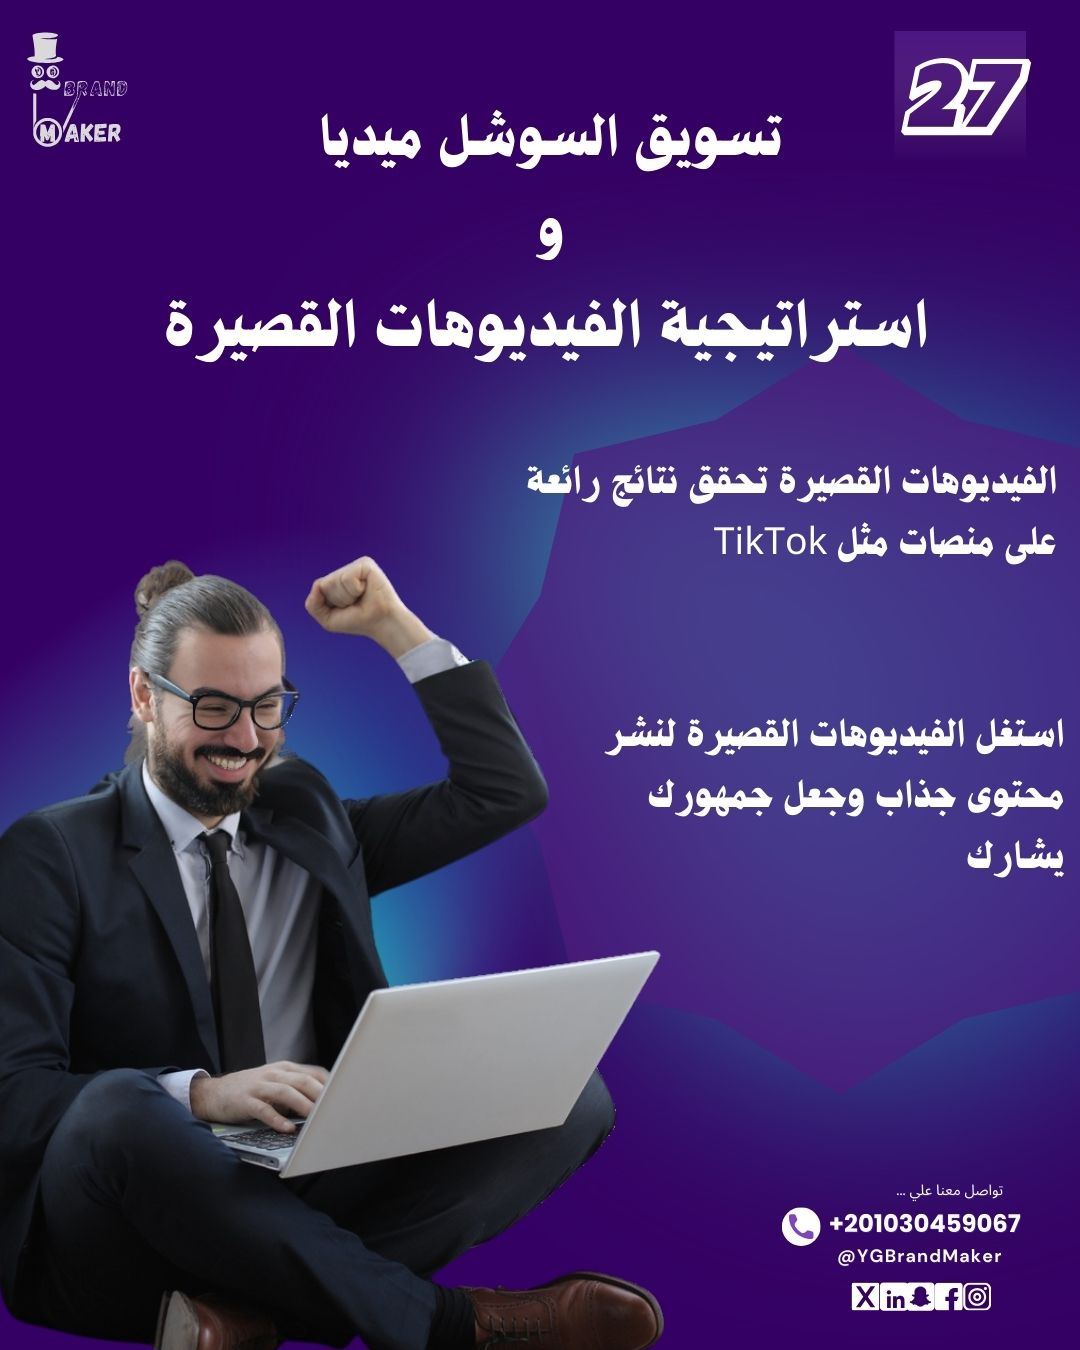 BRAND
MAKER
27
تسويق السوشل ميديا
و
استراتيجية الفيديوهات القصيرة
الفيديوهات القصيرة تحقق نتائج رائعة
على منصات مثل TikTok
استغل الفيديوهات القصيرة لنشر
محتوى جذاب وجعل جمهورك
يشارك
تواصل معنا علي ...
+201030459067
@YGBrandMaker